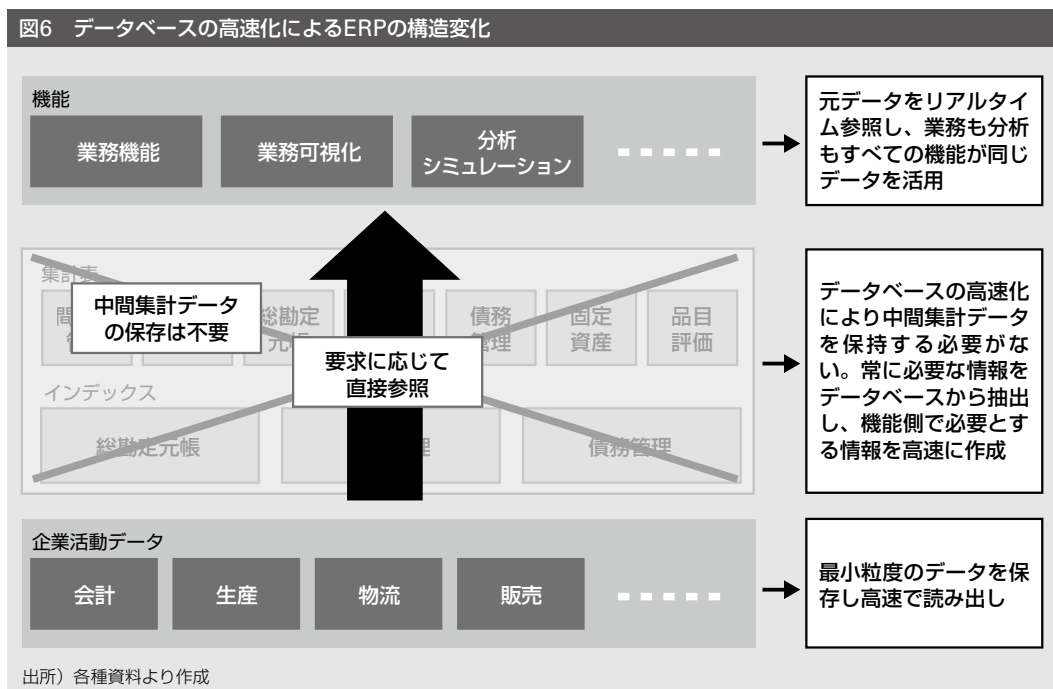 図6 データベースの高速化によるERPの構造変化
機能
業務機能
業務可視化
分析
シミュレーション
元データをリアルタイ
ム参照し、業務も分析
もすべての機能が同じ
データを活用
集計表
中間集計データ
の保存は不要
総勘定
債務
管理
固定
資産
品目
評価
要求に応じて
直接参照
インデックス
総勘定元帳
債務管理
データベースの高速化
により中間集計データ
を保持する必要がな
い。常に必要な情報を
データベースから抽出
し、機能側で必要とす
る情報を高速に作成
企業活動データ
会計
生産
物流
販売
最小粒度のデータを保
存し高速で読み出し
出所）各種資料より作成